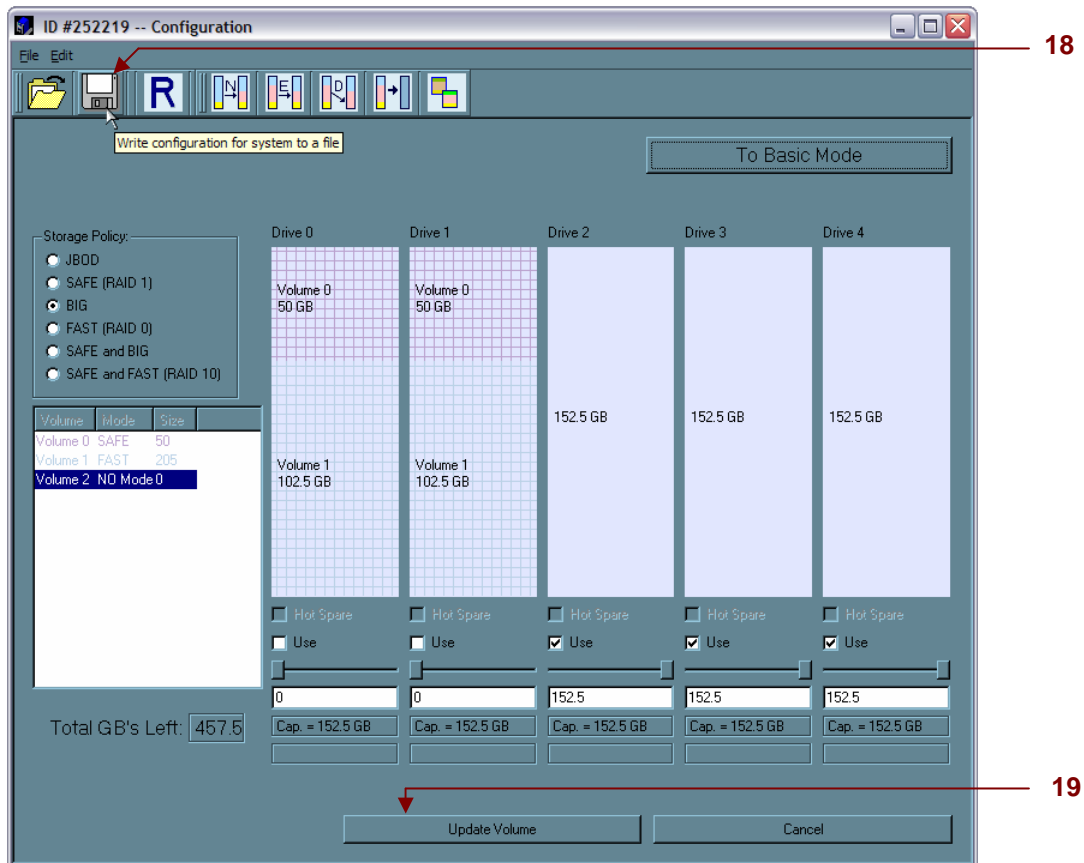 ID #252219 -- Configuration
18
File Edit
R N E D
Write configuration for system to a file
To Basic Mode
Storage Policy:
JBOD
SAFE (RAID 1)
BIG
FAST (RAID 0)
SAFE and BIG
SAFE and FAST (RAID 10)
Volume Mode Size
Volume 0 SAFE 50
Volume 1 FAST 205
Volume 2 NO Mode 0
Total GB's Left: 457.5
Drive 0 Drive 1 Drive 2 Drive 3 Drive 4
Volume 0 Volume 0
50 GB 50 GB
152.5 GB 152.5 GB 152.5 GB
Volume 1 Volume 1
102.5 GB 102.5 GB
Hot Spare Hot Spare Hot Spare Hot Spare Hot Spare
Use Use Use Use Use
0 0 152.5 152.5 152.5
Cap. = 152.5 GB Cap. = 152.5 GB Cap. = 152.5 GB Cap. = 152.5 GB Cap. = 152.5 GB
19
Update Volume Cancel